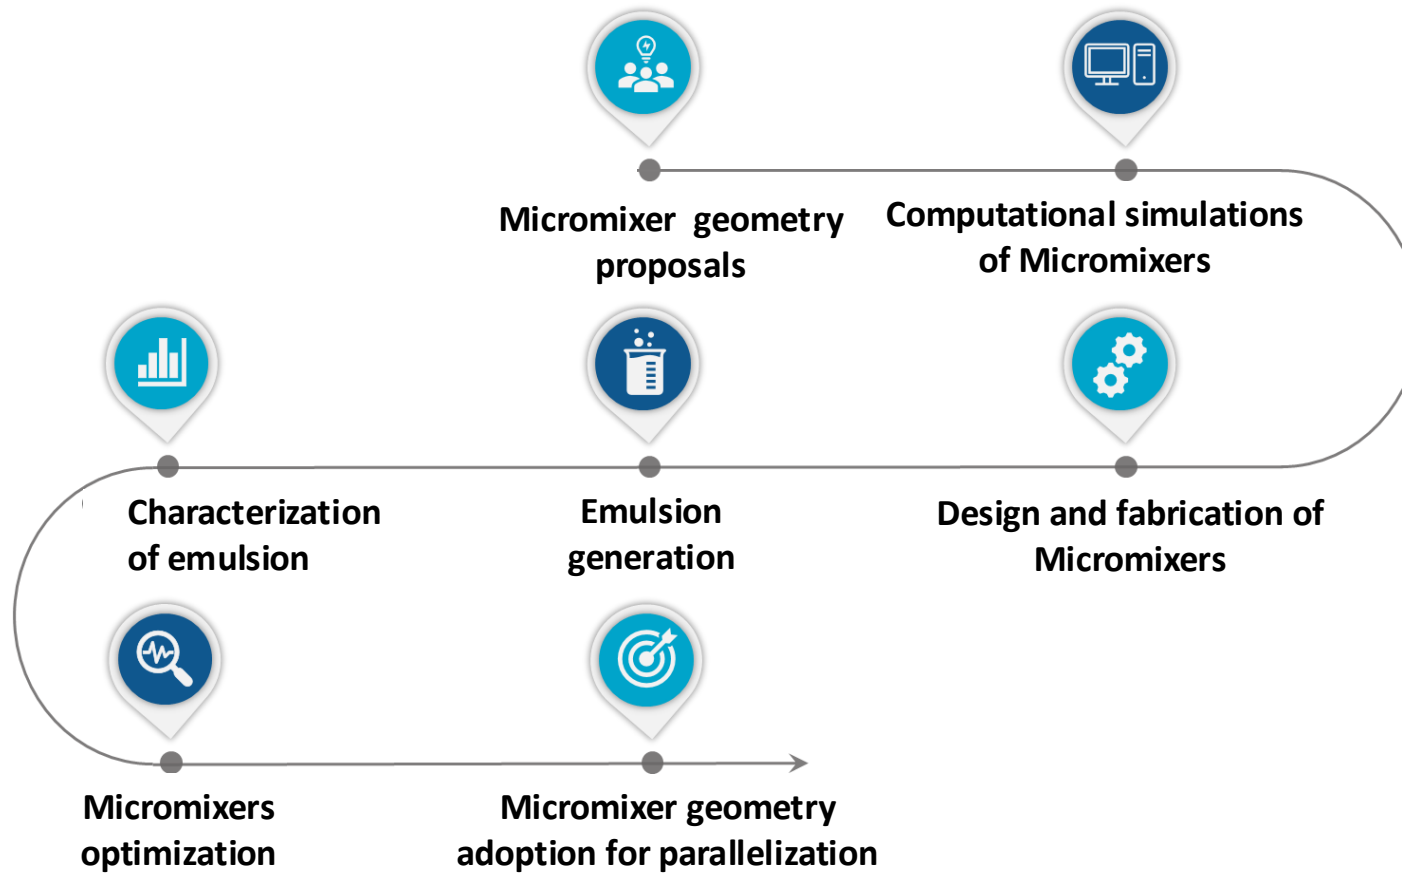 Micromixer  geometry
proposals
Computational simulations
of Micromixers
Characterization
of emulsion
Emulsion
generation
Design and fabrication of
Micromixers
Micromixers
optimization
Micromixer geometry
adoption for parallelization